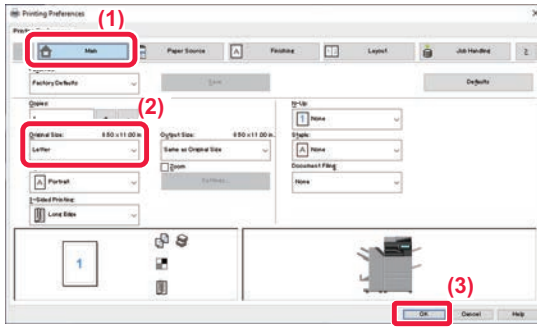 Printing Preferences
(1)
Main
Paper Source
Finishing
Layout
Job Handling
Factory Defaults
Save
Defaults
Copies:
(2)
N-Up:
1 None
Original Size: 8.50 x 11.00 in.
Output Size: 8.50 x 11.00 in.
Staple:
Letter
Same as Original Size
A None
Zoom
Document Filing:
A Portrait
Settings...
None
2-Sided Printing:
Long Edge
1
(3)
OK
Cancel
Help